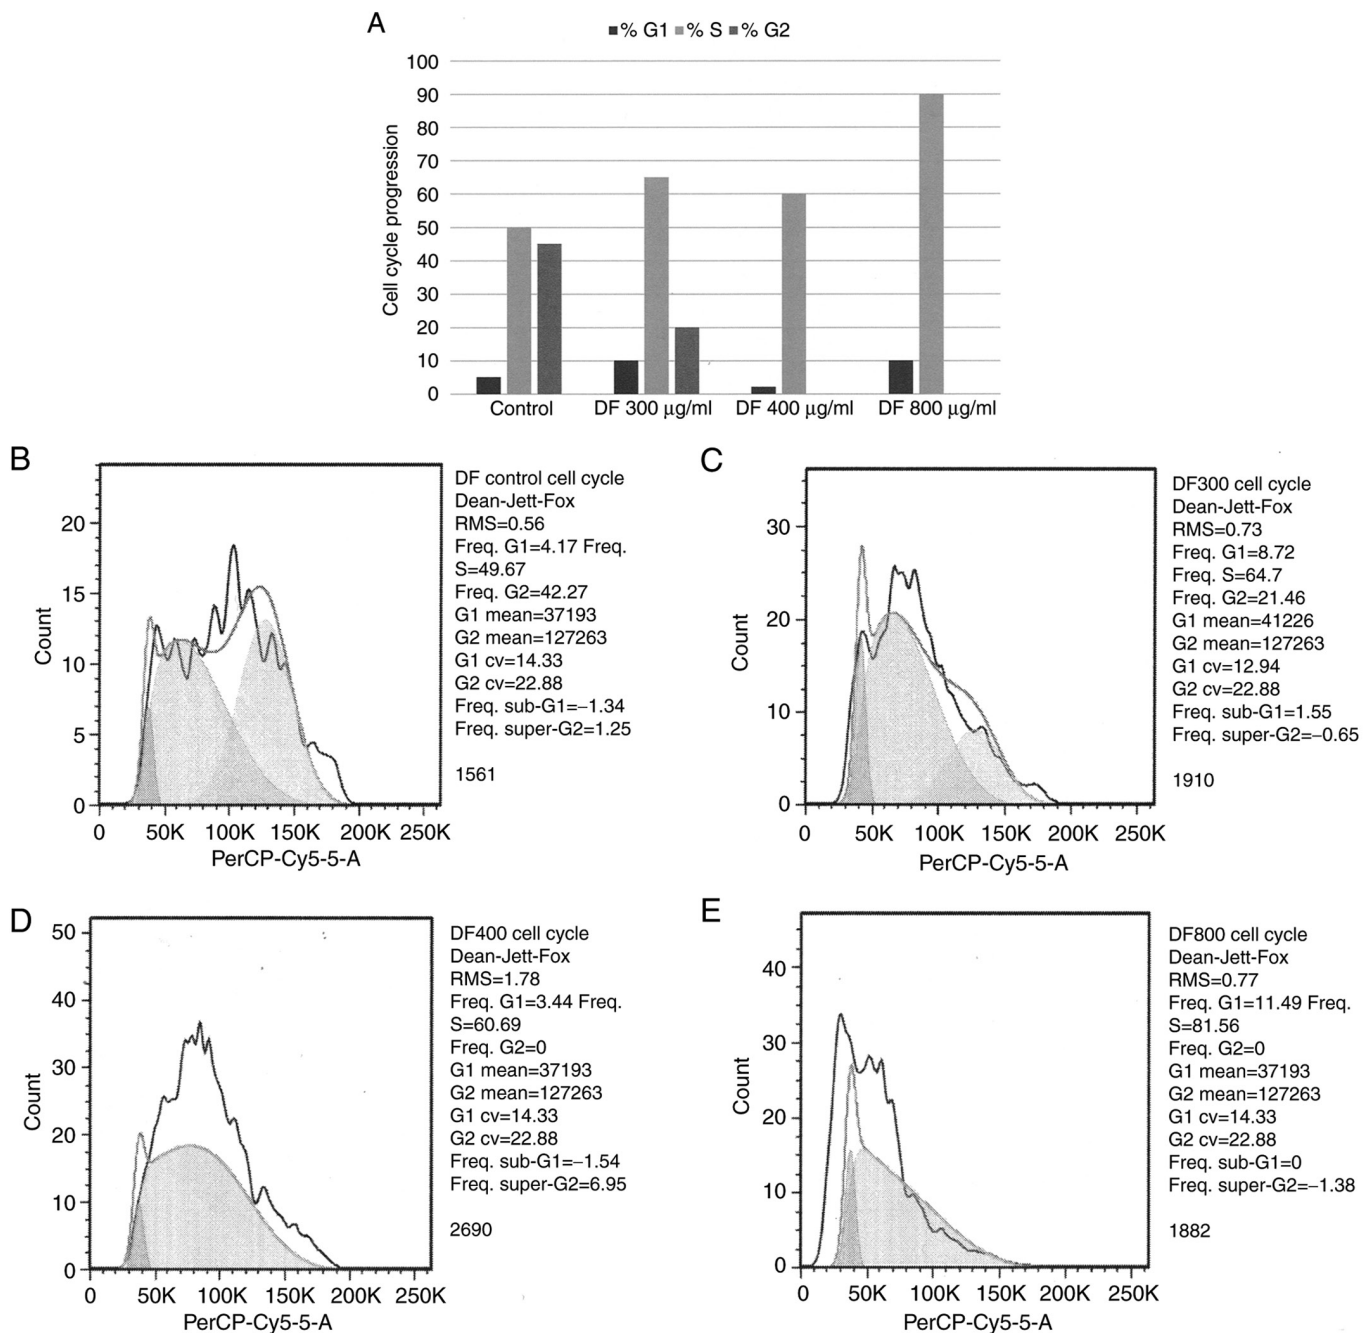 A
% G1 % S % G2
100
90
80
70
60
50
40
30
20
10
0
Cell cycle progression
Control DF 300 µg/ml DF 400 µg/ml DF 800 µg/ml
B
20
15
10
5
0
Count
0 50K 100K 150K 200K 250K
PerCP-Cy5-5-A
DF control cell cycle
Dean-Jett-Fox
RMS=0.56
Freq. G1=4.17 Freq.
S=49.67
Freq. G2=42.27
G1 mean=37193
G2 mean=127263
G1 cv=14.33
G2 cv=22.88
Freq. sub-G1=−1.34
Freq. super-G2=1.25
1561
C
30
20
10
0
Count
0 50K 100K 150K 200K 250K
PerCP-Cy5-5-A
DF300 cell cycle
Dean-Jett-Fox
RMS=0.73
Freq. G1=8.72
Freq. S=64.7
Freq. G2=21.46
G1 mean=41226
G2 mean=127263
G1 cv=12.94
G2 cv=22.88
Freq. sub-G1=1.55
Freq. super-G2=−0.65
1910
D
50
40
30
20
10
0
Count
0 50K 100K 150K 200K 250K
PerCP-Cy5-5-A
DF400 cell cycle
Dean-Jett-Fox
RMS=1.78
Freq. G1=3.44 Freq.
S=60.69
Freq. G2=0
G1 mean=37193
G2 mean=127263
G1 cv=14.33
G2 cv=22.88
Freq. sub-G1=−1.54
Freq. super-G2=6.95
2690
E
40
30
20
10
0
Count
0 50K 100K 150K 200K 250K
PerCP-Cy5-5-A
DF800 cell cycle
Dean-Jett-Fox
RMS=0.77
Freq. G1=11.49 Freq.
S=81.56
Freq. G2=0
G1 mean=37193
G2 mean=127263
G1 cv=14.33
G2 cv=22.88
Freq. sub-G1=0
Freq. super-G2=−1.38
1882